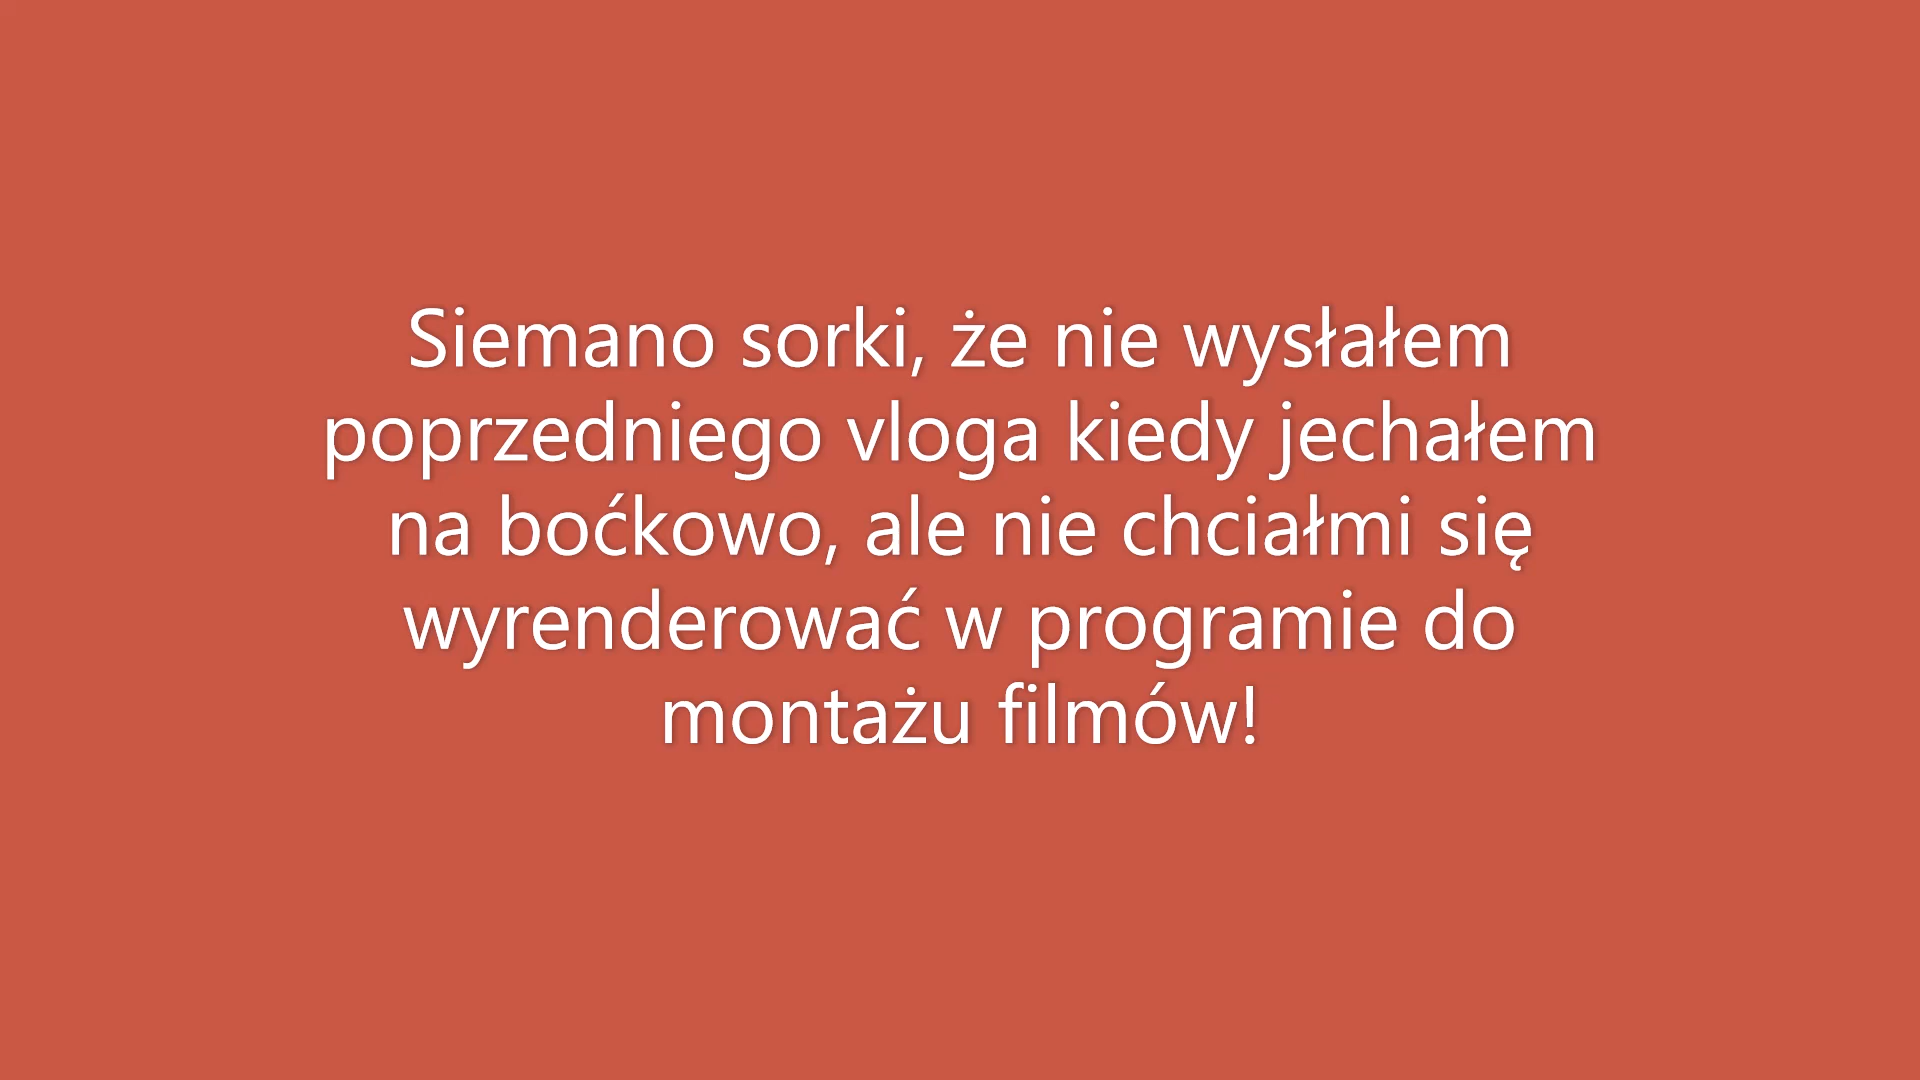 Siemano sorki, że nie wysłałem
poprzedniego vloga kiedy jechałem
na boćkowo, ale nie chciałmi się
wyrenderować w programie do
montażu filmów!